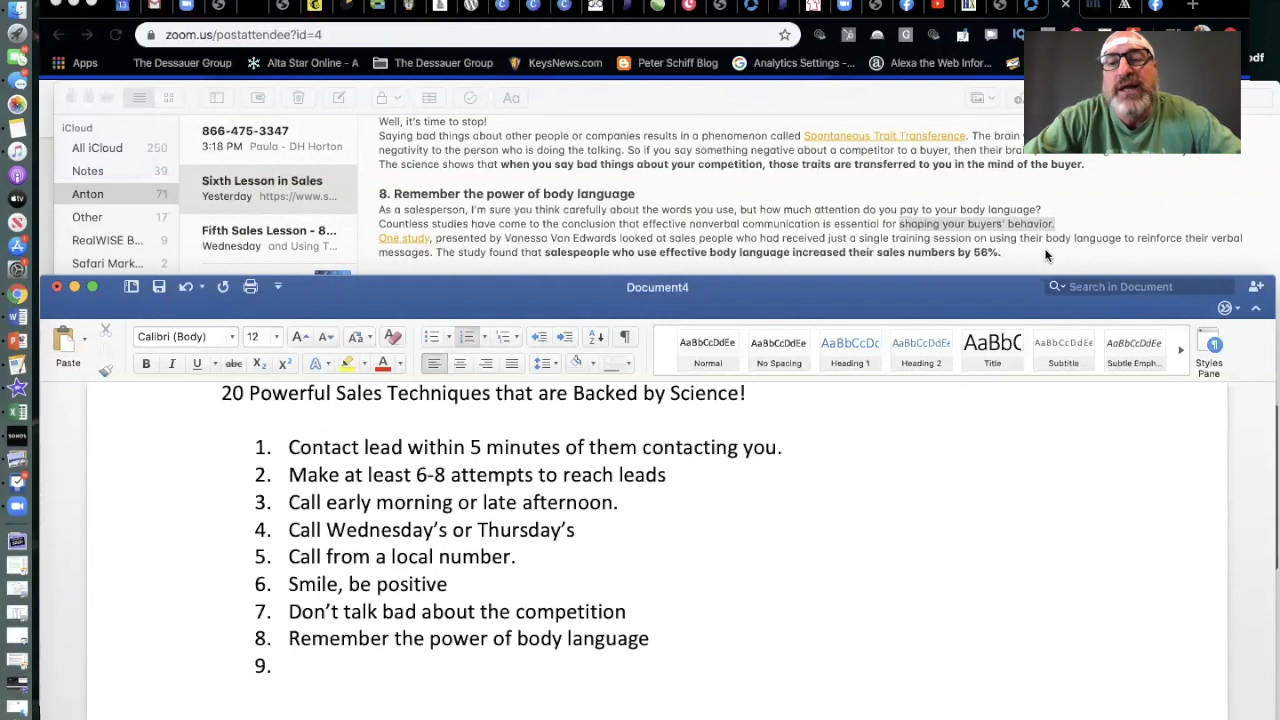 zoom.us/postattendee?id=4
Apps The Dessauer Group Alta Star Online - A The Dessauer Group KeysNews.com Peter Schiff Blog Analytics Settings -... Alexa the Web Infor... pdf
iCloud
All iCloud 250
Notes 39
Anton 71
Other 17
RealWISE B... 9
Safari Mark... 2
866-475-3347
3:18 PM Paula - DH Horton
Sixth Lesson in Sales
Yesterday https://www.s...
Fifth Sales Lesson - 8...
Wednesday and Using T...
Well, it's time to stop!
Saying bad things about other people or companies results in a phenomenon called Spontaneous Trait Transference. The brain
negativity to the person who is doing the talking. So if you say something negative about a competitor to a buyer, then their
The science shows that when you say bad things about your competition, those traits are transferred to you in the mind of the buyer.
8. Remember the power of body language
As a salesperson, I'm sure you think carefully about the words you use, but how much attention do you pay to your body language?
Countless studies have come to the conclusion that effective nonverbal communication is essential for shaping your buyers' behavior.
One study, presented by Vanessa Van Edwards looked at sales people who had received just a single training session on using their body language to reinforce their verbal
messages. The study found that salespeople who use effective body language increased their sales numbers by 56%.
Document4
Search in Document
Paste
Calibri (Body) 12
AaBbCcDdEe AaBbCcDdEe AaBbCcDc AaBbCcDdEe AaBbC AaBbCcDdEe AaBbCcDdEe
Normal No Spacing Heading 1 Heading 2 Title Subtitle Subtle Emph...
Styles
Pane
20 Powerful Sales Techniques that are Backed by Science!
1. Contact lead within 5 minutes of them contacting you.
2. Make at least 6-8 attempts to reach leads
3. Call early morning or late afternoon.
4. Call Wednesday’s or Thursday’s
5. Call from a local number.
6. Smile, be positive
7. Don’t talk bad about the competition
8. Remember the power of body language
9.